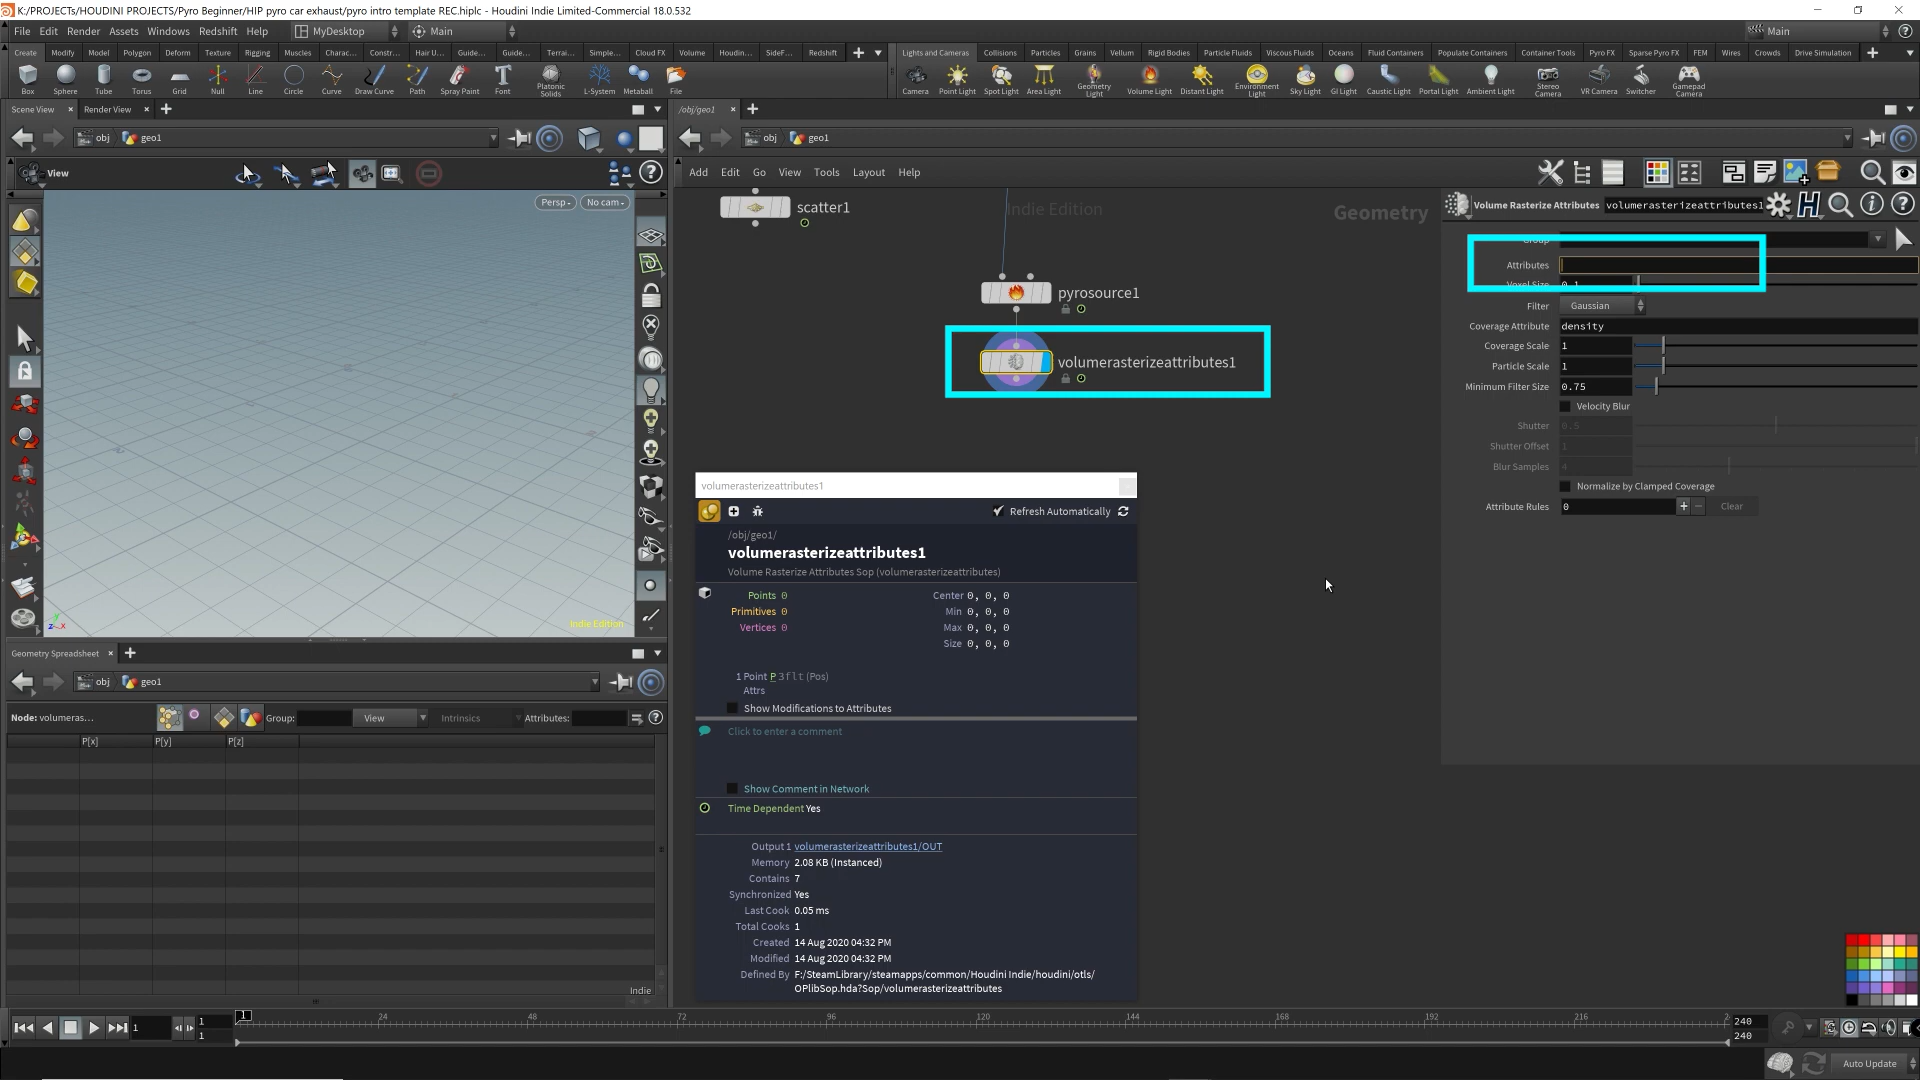 K:/PROJECTs/HOUDINI PROJECTS/Pyro Beginner/HIP pyro car exhaust/pyro intro template REC.hiplc - Houdini Indie Limited-Commercial 18.0.532
File Edit Render Assets Windows Redshift Help MyDesktop Main Main
Create Modify Model Polygon Deform Texture Rigging Muscles Charac... Constr... Hair U... Guide... Guide... Terrai... Simple... Cloud FX Volume Houdin... SideF... Redshift
Lights and Cameras Collisions Particles Grains Vellum Rigid Bodies Particle Fluids Viscous Fluids Oceans Fluid Containers Populate Containers Container Tools Pyro FX Sparse Pyro FX FEM Wires Crowds Drive Simulation
Box Sphere Tube Torus Grid Null Line Circle Curve Draw Curve Path Spray Paint Font Platonic Solids L-System Metaball File
Camera Point Light Spot Light Area Light Geometry Light Volume Light Distant Light Environment Light Sky Light GI Light Caustic Light Portal Light Ambient Light Stereo Camera VR Camera Switcher Gamepad Camera
Scene View Render View
/obj/geo1
obj geo1
obj geo1
View
Persp No cam
Indie Edition
Add Edit Go View Tools Layout Help
Indie Edition
Geometry
scatter1
pyrosource1
volumerasterizeattributes1
Volume Rasterize Attributes volumerasterizeattributes1
Group
Attributes
Voxel Size 0.1
Filter Gaussian
Coverage Attribute density
Coverage Scale 1
Particle Scale 1
Minimum Filter Size 0.75
Velocity Blur
Shutter 0.5
Shutter Offset 1
Blur Samples 4
Normalize by Clamped Coverage
Attribute Rules 0 Clear
volumerasterizeattributes1
Refresh Automatically
/obj/geo1/
volumerasterizeattributes1
Volume Rasterize Attributes Sop (volumerasterizeattributes)
Points 0 Center 0, 0, 0
Primitives 0 Min 0, 0, 0
Vertices 0 Max 0, 0, 0
Size 0, 0, 0
1 Point P 3flt (Pos)
Attrs
Show Modifications to Attributes
Click to enter a comment
Show Comment in Network
Time Dependent Yes
Output 1 volumerasterizeattributes1/OUT
Memory 2.08 KB (Instanced)
Contains 7
Synchronized Yes
Last Cook 0.05 ms
Total Cooks 1
Created 14 Aug 2020 04:32 PM
Modified 14 Aug 2020 04:32 PM
Defined By F:/SteamLibrary/steamapps/common/Houdini Indie/houdini/otls/
OPlibSop.hda?Sop/volumerasterizeattributes
Geometry Spreadsheet
obj geo1
Node: volumeras... Group: View Intrinsics Attributes:
P[x] P[y] P[z]
Indie
1 1 1 1 24 48 72 96 120 144 168 192 216 2 240
240
Auto Update